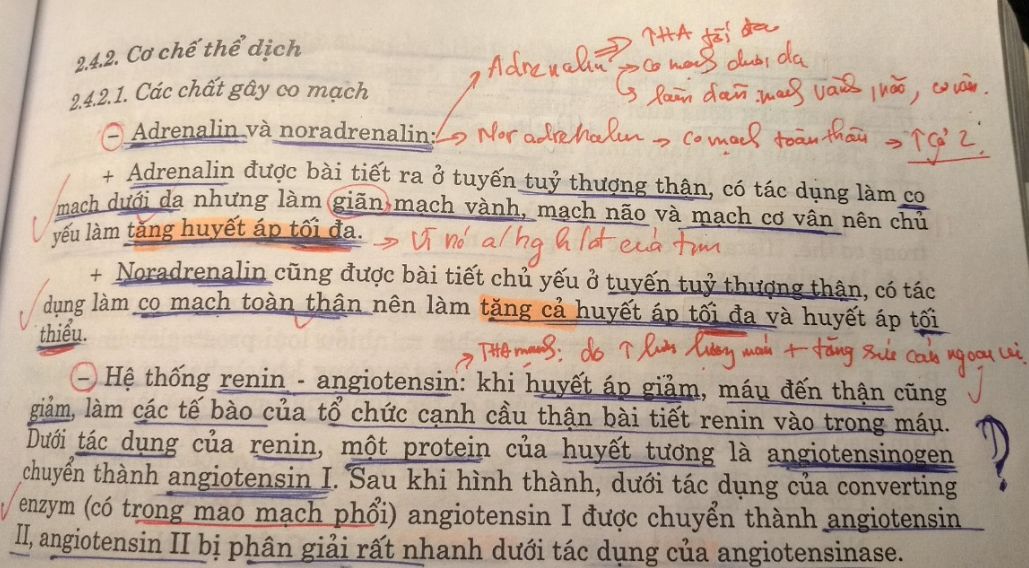 2.4.2. Cơ chế thể dịch
↑HA tối đa
2.4.2.1. Các chất gây co mạch
Adrenalin → co mạch dưới da
làm dãn mạch vành, não, cơ vân.
- Adrenalin và noradrenalin:
Noradrenalin → co mạch toàn thân → ↑ cả 2.
+ Adrenalin được bài tiết ra ở tuyến tuỷ thượng thận, có tác dụng làm co
mạch dưới da nhưng làm giãn mạch vành, mạch não và mạch cơ vân nên chủ
yếu làm tăng huyết áp tối đa. → Vì nó a/hg của tim
+ Noradrenalin cũng được bài tiết chủ yếu ở tuyến tuỷ thượng thận, có tác
dụng làm co mạch toàn thân nên làm tăng cả huyết áp tối đa và huyết áp tối
thiểu.
→ THA mạnh: do ↑ lưu lượng máu + tăng sức cản ngoại vi
- Hệ thống renin - angiotensin: khi huyết áp giảm, máu đến thận cũng
giảm, làm các tế bào của tổ chức cạnh cầu thận bài tiết renin vào trong máu.
Dưới tác dụng của renin, một protein của huyết tương là angiotensinogen
chuyển thành angiotensin I. Sau khi hình thành, dưới tác dụng của converting
enzym (có trong mao mạch phổi) angiotensin I được chuyển thành angiotensin
II, angiotensin II bị phân giải rất nhanh dưới tác dụng của angiotensinase.
?